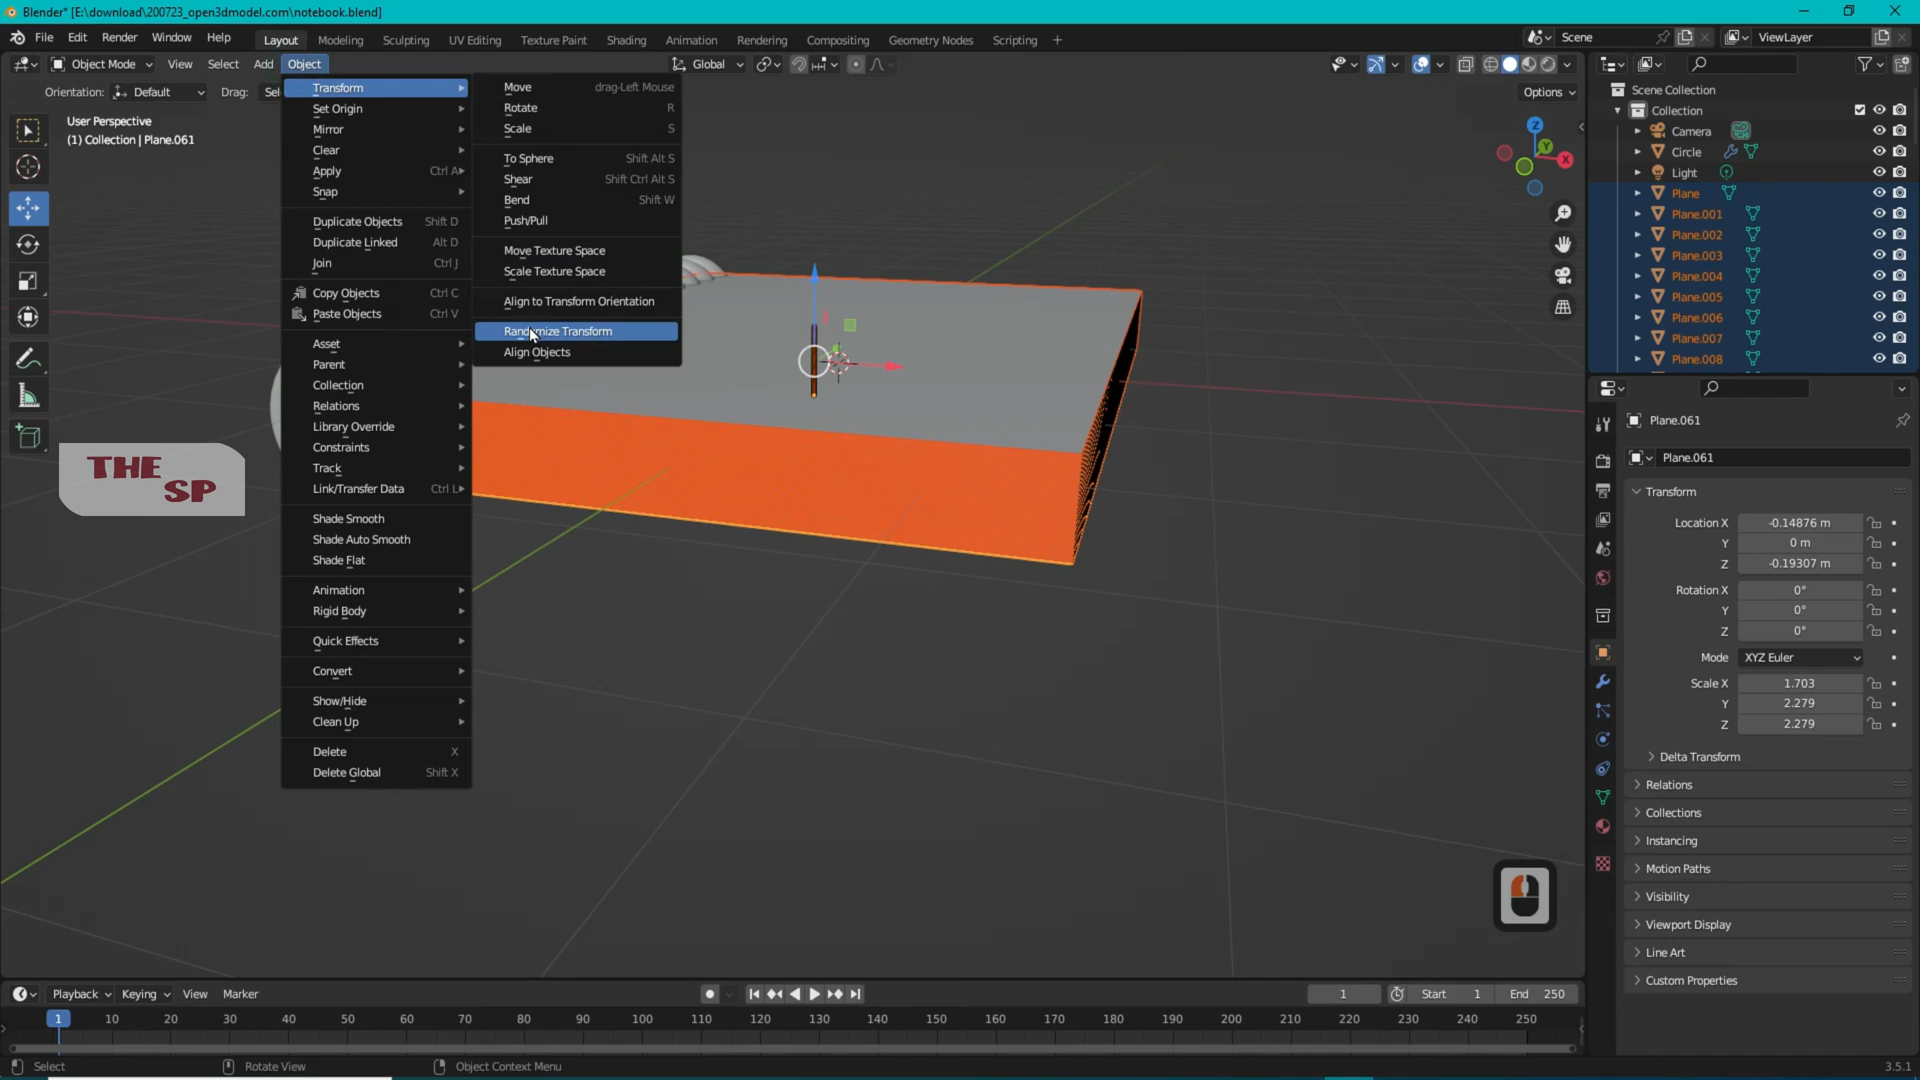 Blender* [E:\download\200723_open3dmodel.com\notebook.blend]
File Edit Render Window Help Layout Modeling Sculpting UV Editing Texture Paint Shading Animation Rendering Compositing Geometry Nodes Scripting + Scene ViewLayer
Object Mode View Select Add Object Global
Orientation: Default Drag: Sel Options
User Perspective
(1) Collection | Plane.061
Transform
Set Origin
Mirror
Clear
Apply Ctrl A
Snap
Duplicate Objects Shift D
Duplicate Linked Alt D
Join Ctrl J
Copy Objects Ctrl C
Paste Objects Ctrl V
Asset
Parent
Collection
Relations
Library Override
Constraints
Track
Link/Transfer Data Ctrl L
Shade Smooth
Shade Auto Smooth
Shade Flat
Animation
Rigid Body
Quick Effects
Convert
Show/Hide
Clean Up
Delete X
Delete Global Shift X
Move drag-Left Mouse
Rotate R
Scale S
To Sphere Shift Alt S
Shear Shift Ctrl Alt S
Bend Shift W
Push/Pull
Move Texture Space
Scale Texture Space
Align to Transform Orientation
Randomize Transform
Align Objects
THE
SP
Z
Y
X
Scene Collection
Collection
Camera
Circle
Light
Plane
Plane.001
Plane.002
Plane.003
Plane.004
Plane.005
Plane.006
Plane.007
Plane.008
Plane.061
Plane.061
Transform
Location X -0.14876 m
Y 0 m
Z -0.19307 m
Rotation X 0°
Y 0°
Z 0°
Mode XYZ Euler
Scale X 1.703
Y 2.279
Z 2.279
Delta Transform
Relations
Collections
Instancing
Motion Paths
Visibility
Viewport Display
Line Art
Custom Properties
Playback Keying View Marker 1 Start 1 End 250
1 10 20 30 40 50 60 70 80 90 100 110 120 130 140 150 160 170 180 190 200 210 220 230 240 250
Select Rotate View Object Context Menu 3.5.1